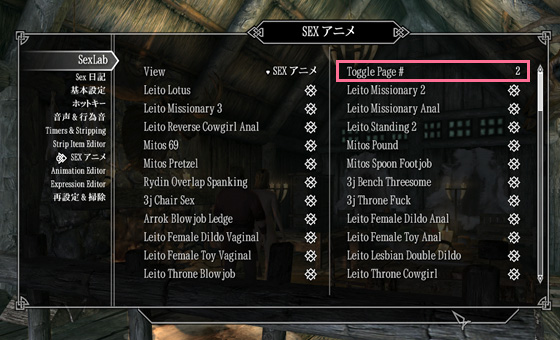 SEX アニメ
SexLab
Sex 日記
基本設定
ホットキー
音声&行為音
Timers & Stripping
Strip Item Editor
SEX アニメ
Animation Editor
Expression Editor
再設定&掃除
View ♥ SEX アニメ
Leito Lotus
Leito Missionary 3
Leito Reverse Cowgirl Anal
Mitos 69
Mitos Pretzel
Rydin Overlap Spanking
3j Chair Sex
Arrok Blowjob Ledge
Leito Female Dildo Vaginal
Leito Female Toy Vaginal
Leito Throne Blowjob
Toggle Page # 2
Leito Missionary 2
Leito Missionary Anal
Leito Standing 2
Mitos Pound
Mitos Spoon Footjob
3j Bench Threesome
3j Throne Fuck
Leito Female Dildo Anal
Leito Female Toy Anal
Leito Lesbian Double Dildo
Leito Throne Cowgirl